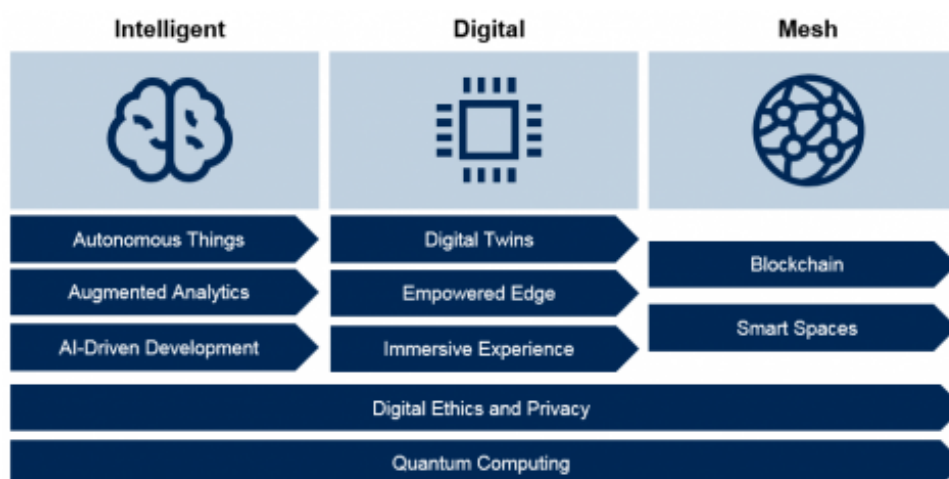 Intelligent
Digital
Mesh
Autonomous Things
Augmented Analytics
AI-Driven Development
Digital Twins
Empowered Edge
Immersive Experience
Blockchain
Smart Spaces
Digital Ethics and Privacy
Quantum Computing